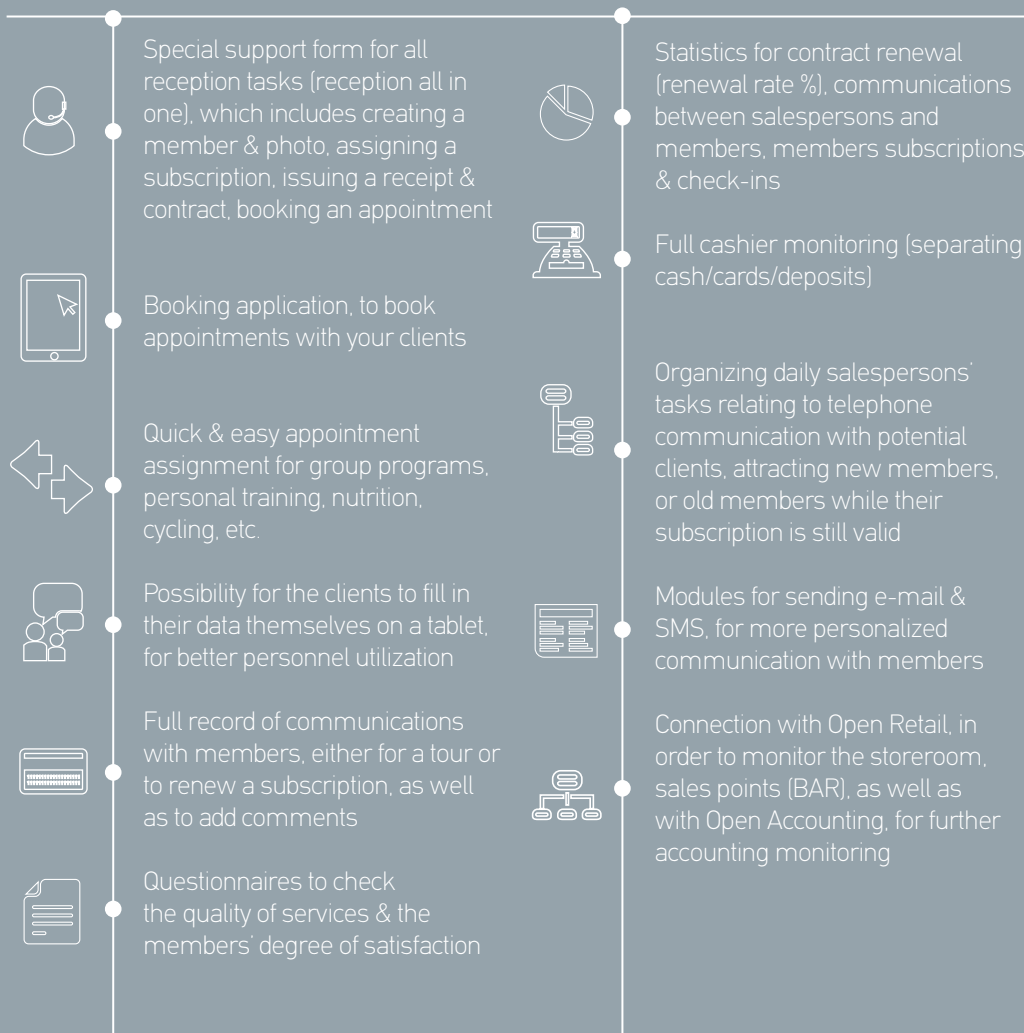 Special support form for all
reception tasks (reception all in
one), which includes creating a
member & photo, assigning a
subscription, issuing a receipt &
contract, booking an appointment
Booking application, to book
appointments with your clients
Quick & easy appointment
assignment for group programs,
personal training, nutrition,
cycling, etc.
Possibility for the clients to fill in
their data themselves on a tablet,
for better personnel utilization
Full record of communications
with members, either for a tour or
to renew a subscription, as well
as to add comments
Questionnaires to check
the quality of services & the
members' degree of satisfaction
Statistics for contract renewal
(renewal rate %), communications
between salespersons and
members, members subscriptions
& check-ins
Full cashier monitoring (separating
cash/cards/deposits)
Organizing daily salespersons'
tasks relating to telephone
communication with potential
clients, attracting new members,
or old members while their
subscription is still valid
Modules for sending e-mail &
SMS, for more personalized
communication with members
Connection with Open Retail, in
order to monitor the storeroom,
sales points (BAR), as well as
with Open Accounting, for further
accounting monitoring